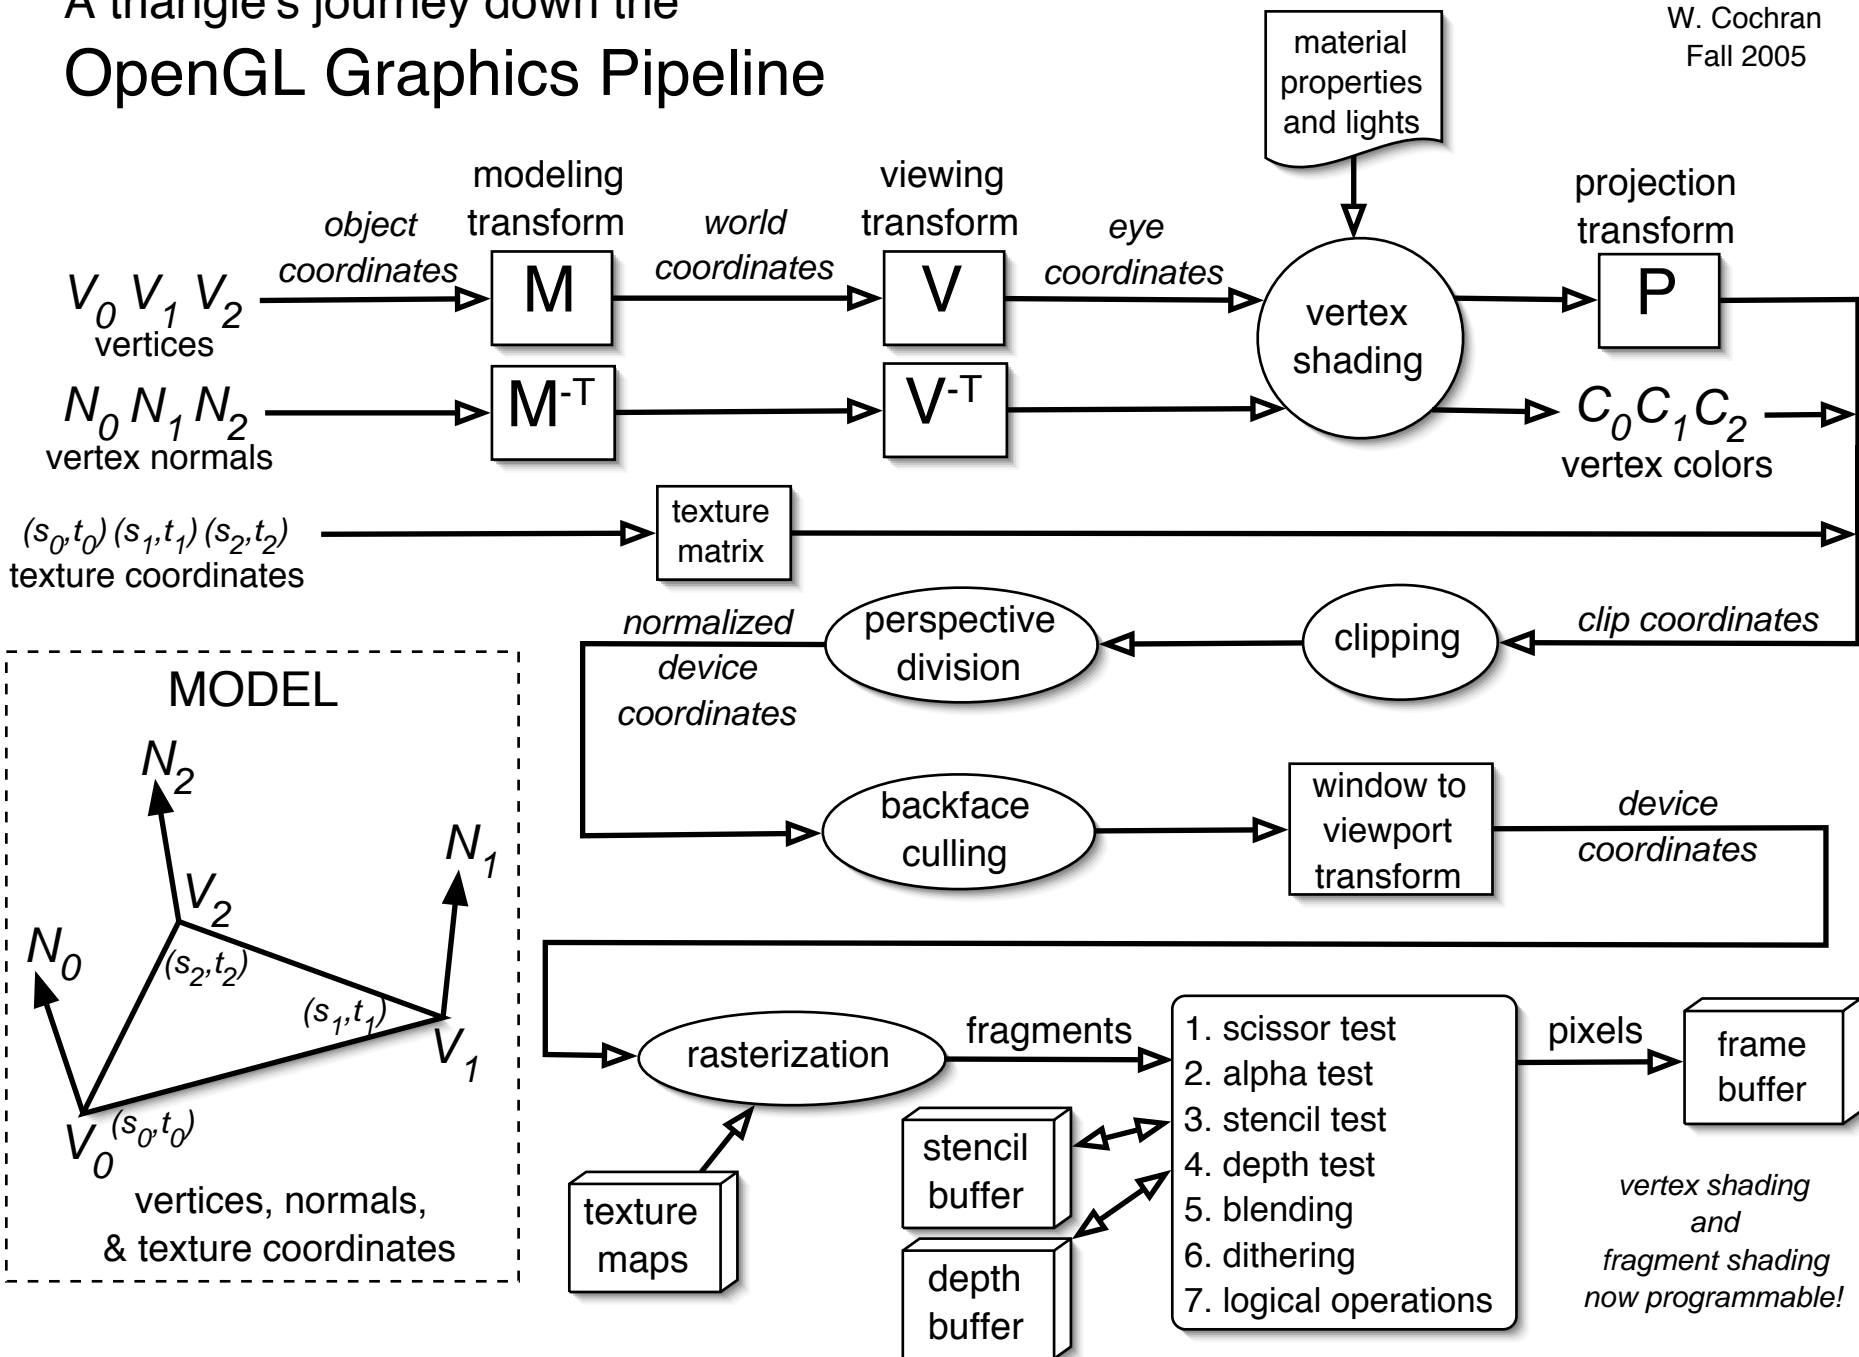 A triangle's journey down the
OpenGL Graphics Pipeline
W. Cochran
Fall 2005
material
properties
and lights
modeling
transform
viewing
transform
projection
transform
object
coordinates
world
coordinates
eye
coordinates
V0 V1 V2
vertices
M
V
vertex
shading
P
N0 N1 N2
vertex normals
M-T
V-T
C0C1C2
vertex colors
(s0,t0) (s1,t1) (s2,t2)
texture coordinates
texture
matrix
clip coordinates
clipping
perspective
division
normalized
device
coordinates
backface
culling
window to
viewport
transform
device
coordinates
MODEL
N2
N1
V2
N0
(s2,t2)
(s1,t1)
V1
V0
(s0,t0)
vertices, normals,
& texture coordinates
rasterization
texture
maps
fragments
stencil
buffer
depth
buffer
1. scissor test
2. alpha test
3. stencil test
4. depth test
5. blending
6. dithering
7. logical operations
pixels
frame
buffer
vertex shading
and
fragment shading
now programmable!